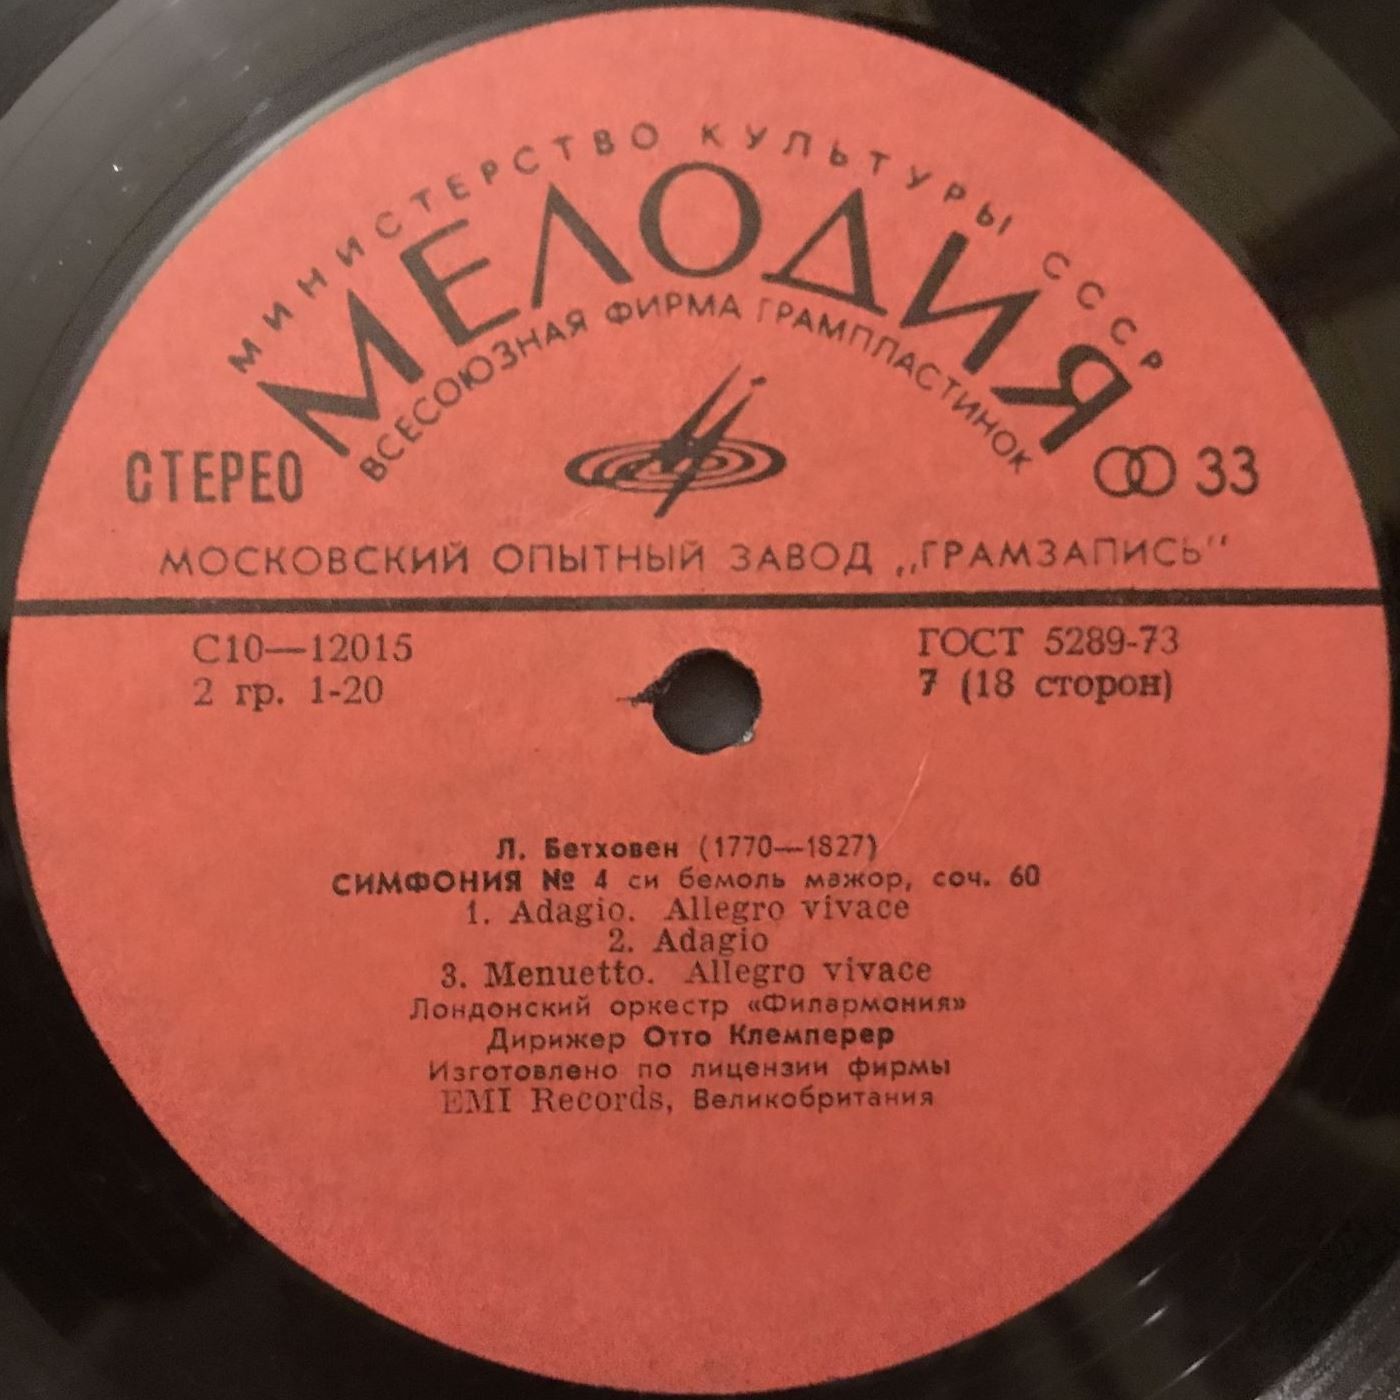 МИНИСТЕРСТВО КУЛЬТУРЫ СССР
МЕЛОДИЯ
ВСЕСОЮЗНАЯ ФИРМА ГРАМПЛАСТИНОК
СТЕРЕО
33
МОСКОВСКИЙ ОПЫТНЫЙ ЗАВОД „ГРАМЗАПИСЬ"
С10—12015
ГОСТ 5289-73
2 гр. 1-20
7 (18 сторон)
Л. Бетховен (1770—1827)
СИМФОНИЯ № 4 си бемоль мажор, соч. 60
1. Adagio. Allegro vivace
2. Adagio
3. Menuetto. Allegro vivace
Лондонский оркестр «Филармония»
Дирижер Отто Клемперер
Изготовлено по лицензии фирмы
EMI Records, Великобритания